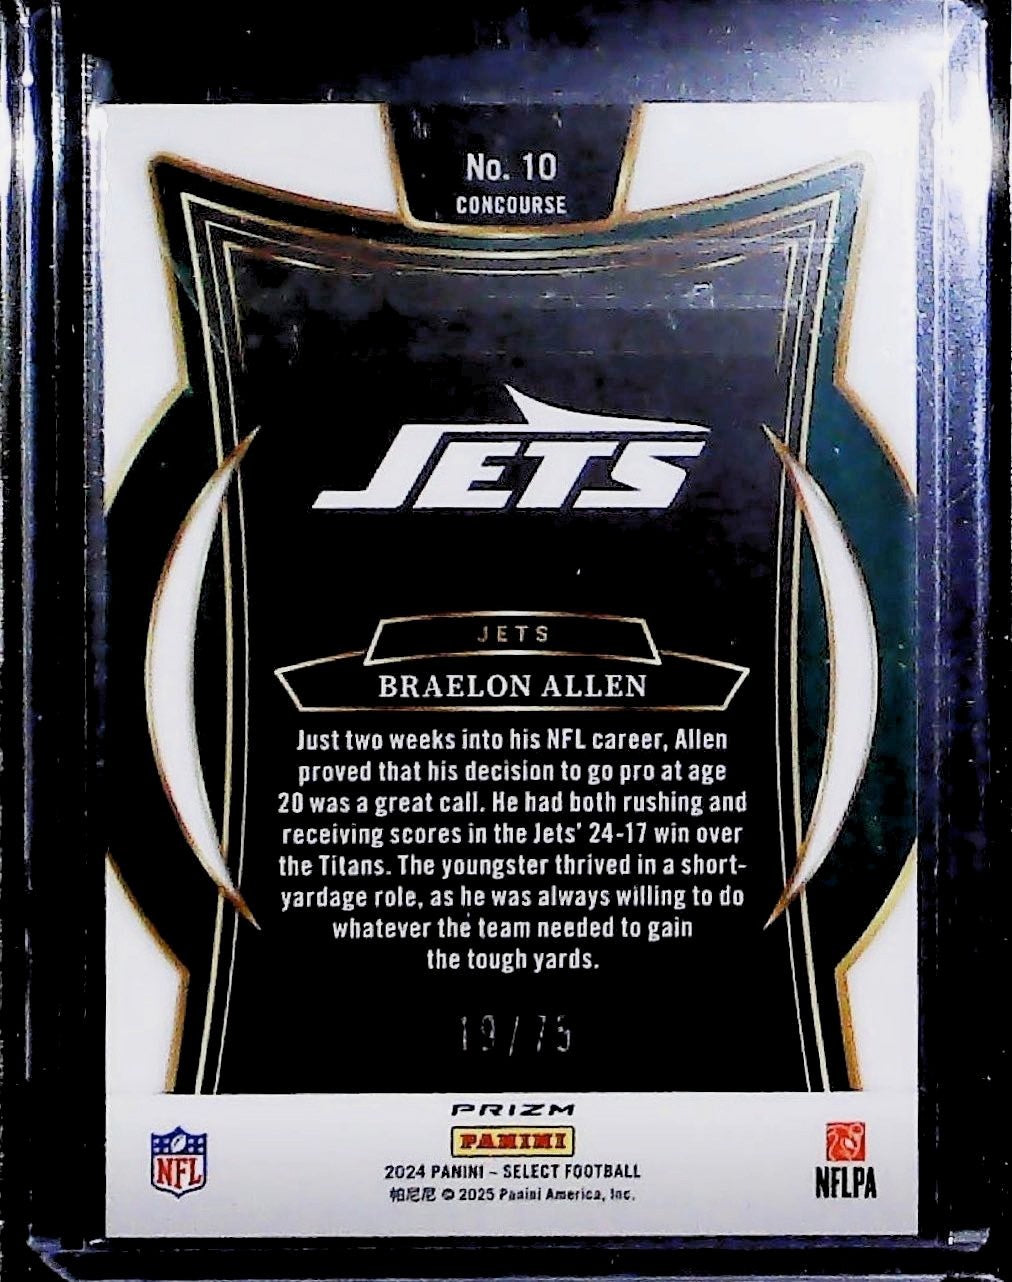 No. 10
CONCOURSE
JETS
JETS
BRAELON ALLEN
Just two weeks into his NFL career, Allen
proved that his decision to go pro at age
20 was a great call. He had both rushing and
receiving scores in the Jets' 24-17 win over
the Titans. The youngster thrived in a short-
yardage role, as he was always willing to do
whatever the team needed to gain
the tough yards.
19/75
PRIZM
PANINI
NFL
2024 PANINI – SELECT FOOTBALL
帕尼尼 © 2025 Panini America, Inc.
NFLPA